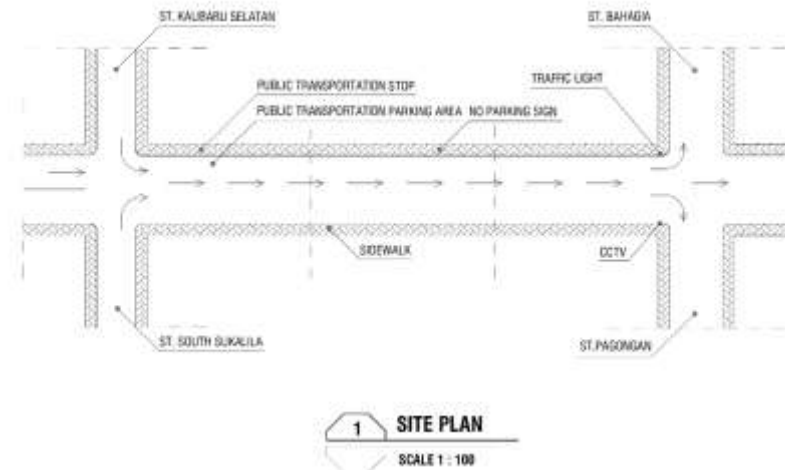 ST. KALIBARU SELATAN
ST. BAHAGIA
PUBLIC TRANSPORTATION STOP
TRAFFIC LIGHT
PUBLIC TRANSPORTATION PARKING AREA
NO PARKING SIGN
SIDEWALK
CCTV
ST. SOUTH SUKALILA
ST.PAGONGAN
1
SITE PLAN
SCALE 1 : 100